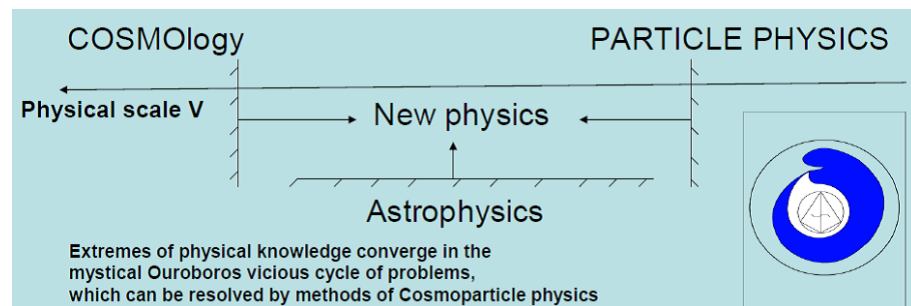 COSMOlogy
PARTICLE PHYSICS
Physical scale V
New physics
Astrophysics
Extremes of physical knowledge converge in the
mystical Ouroboros vicious cycle of problems,
which can be resolved by methods of Cosmoparticle physics